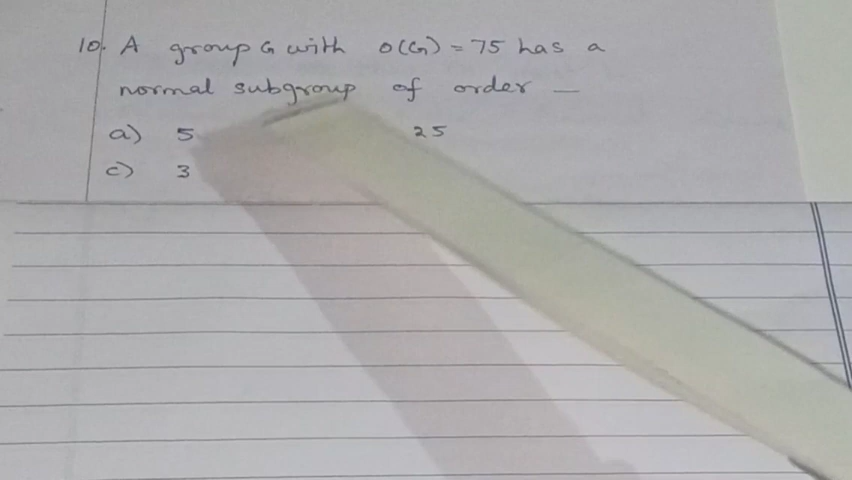 10. A group G with o(G) = 75 has a
normal subgroup of order —
a) 5 25
c) 3